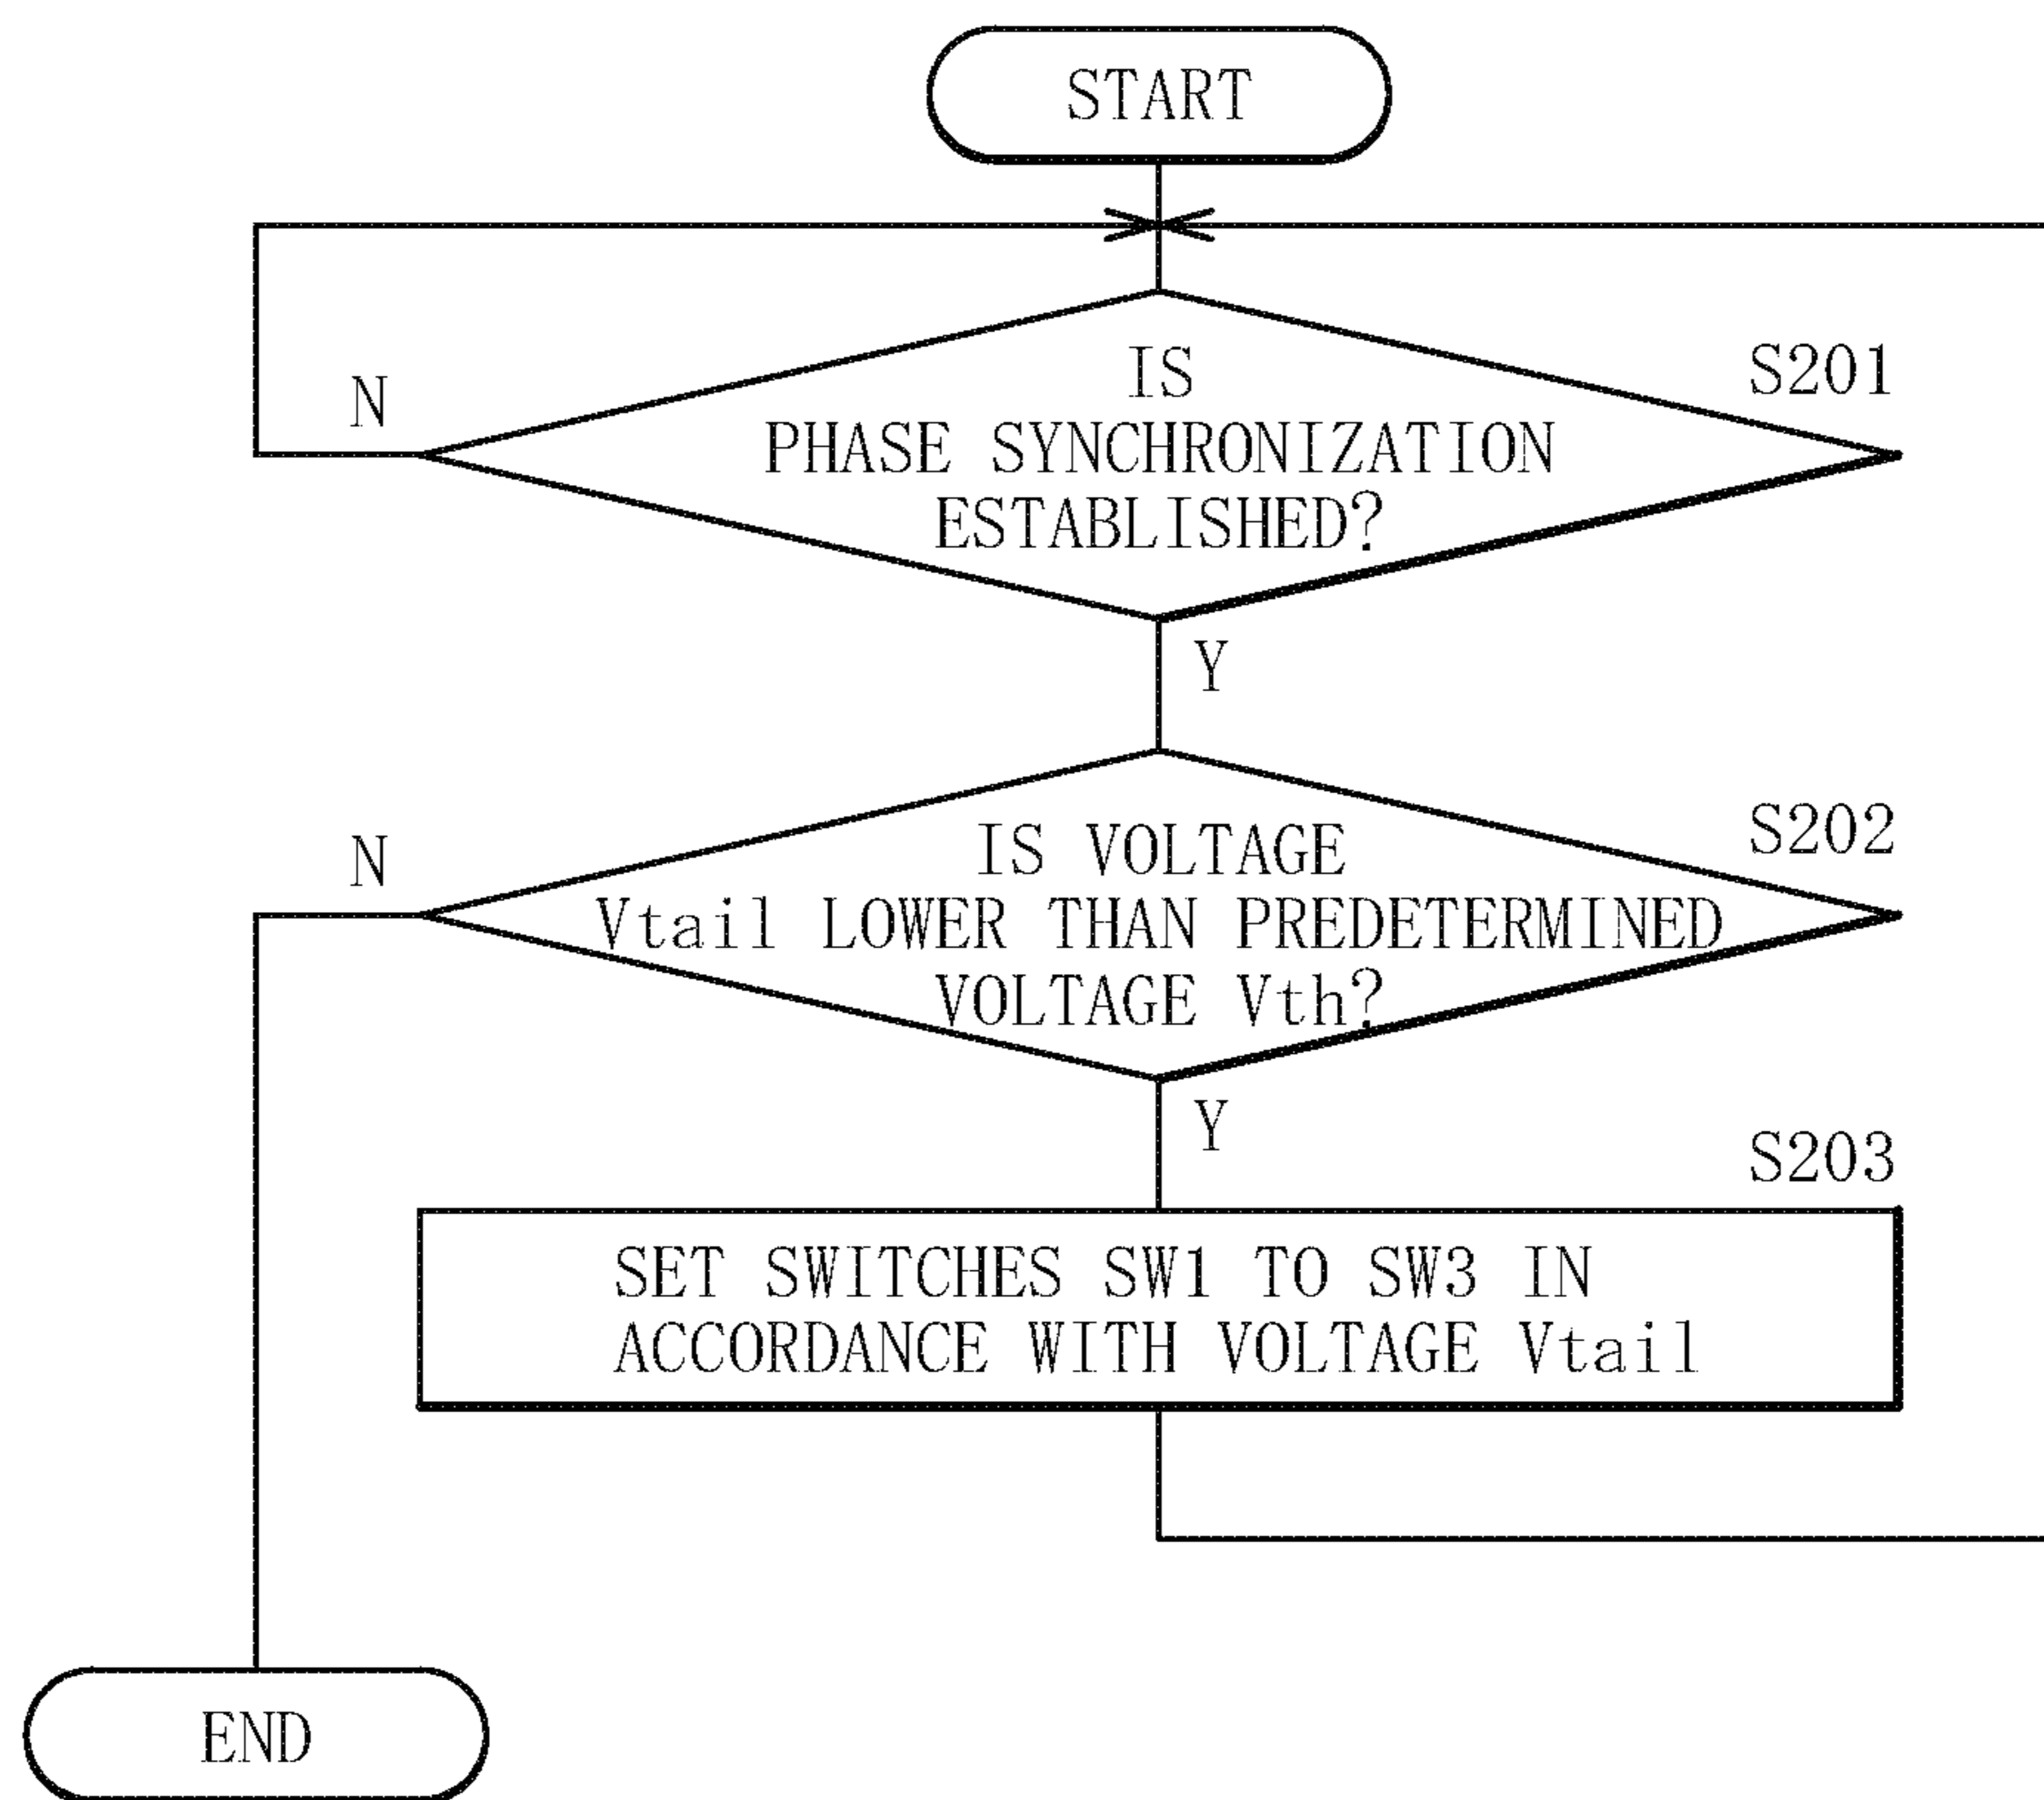 START
N
IS
PHASE SYNCHRONIZATION
ESTABLISHED?
S201
Y
N
IS VOLTAGE
Vtail LOWER THAN PREDETERMINED
VOLTAGE Vth?
S202
Y
S203
SET SWITCHES SW1 TO SW3 IN
ACCORDANCE WITH VOLTAGE Vtail
END